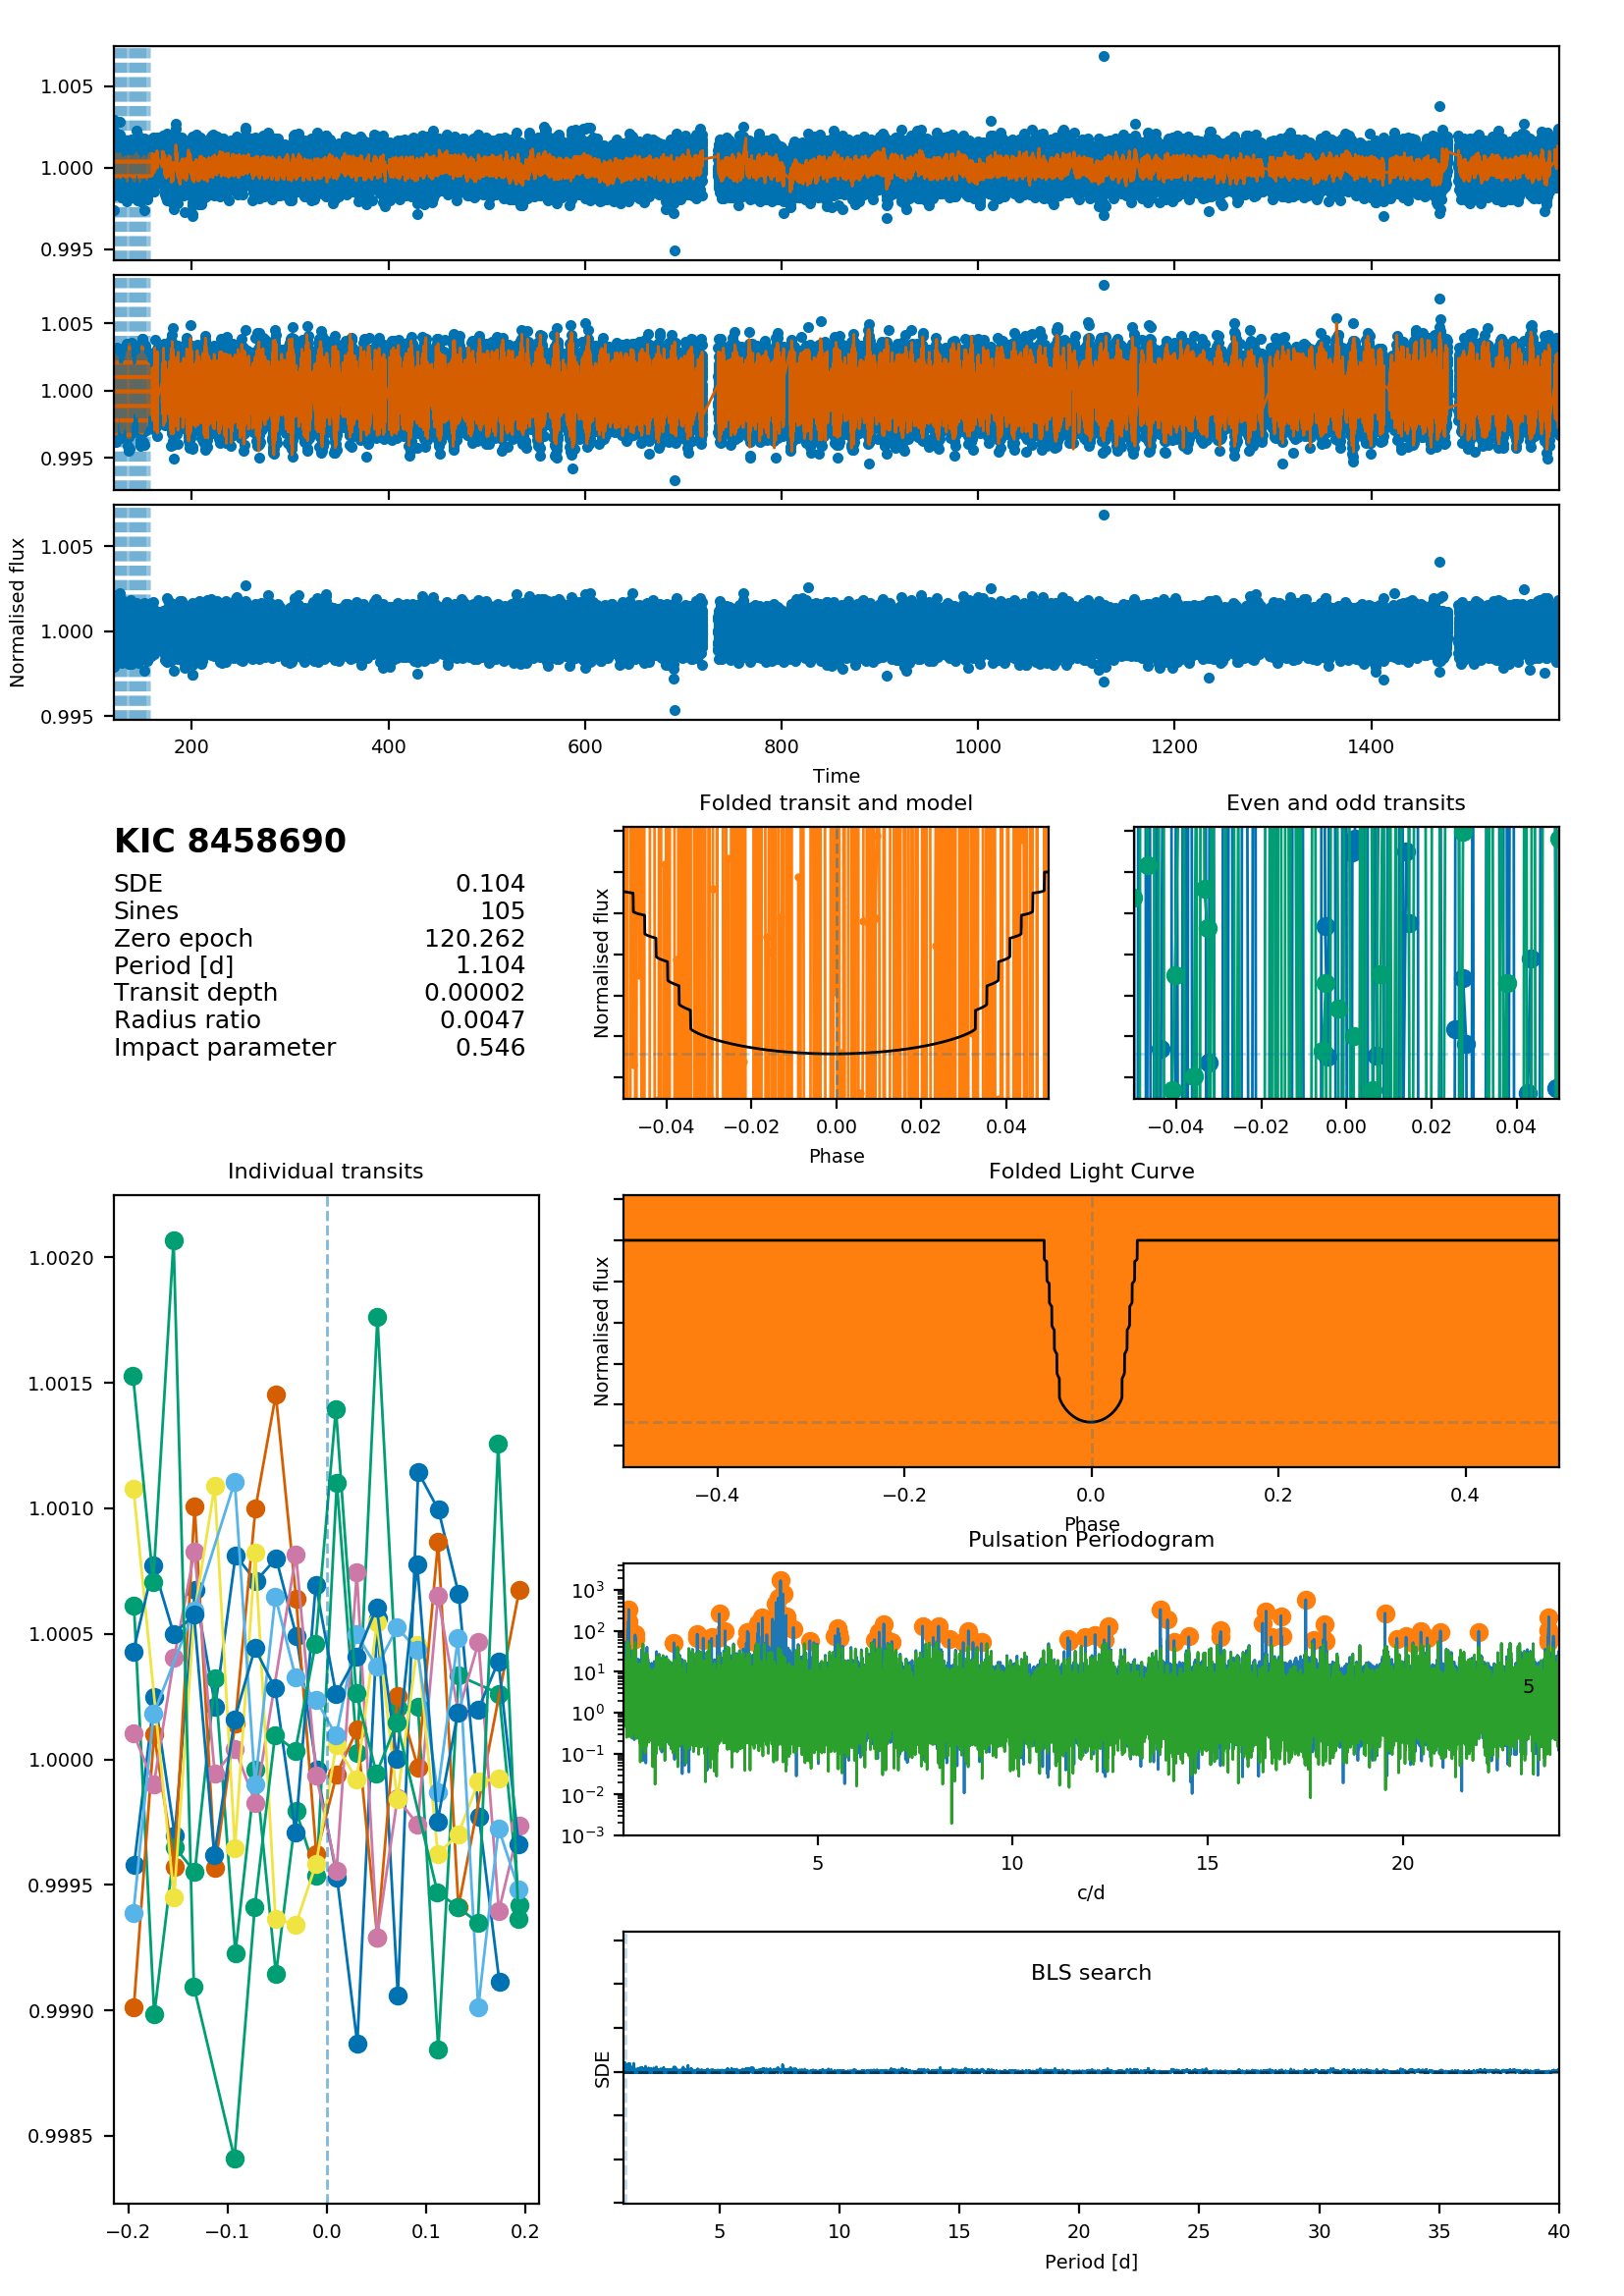 1.005
1.000
0.995
1.005
1.000
0.995
1.005
1.000
0.995
Normalised flux
200 400 600 800 1000 1200 1400
Time
KIC 8458690
SDE 0.104
Sines 105
Zero epoch 120.262
Period [d] 1.104
Transit depth 0.00002
Radius ratio 0.0047
Impact parameter 0.546
Folded transit and model
Normalised flux
−0.04 −0.02 0.00 0.02 0.04
Phase
Even and odd transits
−0.04 −0.02 0.00 0.02 0.04
Individual transits
1.0020
1.0015
1.0010
1.0005
1.0000
0.9995
0.9990
0.9985
−0.2 −0.1 0.0 0.1 0.2
Folded Light Curve
Normalised flux
−0.4 −0.2 0.0 0.2 0.4
Phase
Pulsation Periodogram
10³
10²
10¹
10⁰
10⁻¹
10⁻²
10⁻³
5
5 10 15 20
c/d
BLS search
SDE
5 10 15 20 25 30 35 40
Period [d]